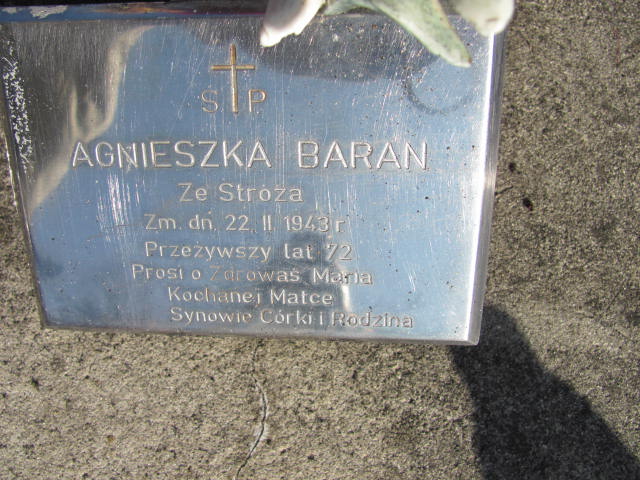 S P
AGNIESZKA BARAN
Ze Stróża
Zm. dn. 22. II 1943 r
Przeżywszy lat 72
Prosi o Zdrowaś Maria
Kochanej Matce
Synowie Córki i Rodzina